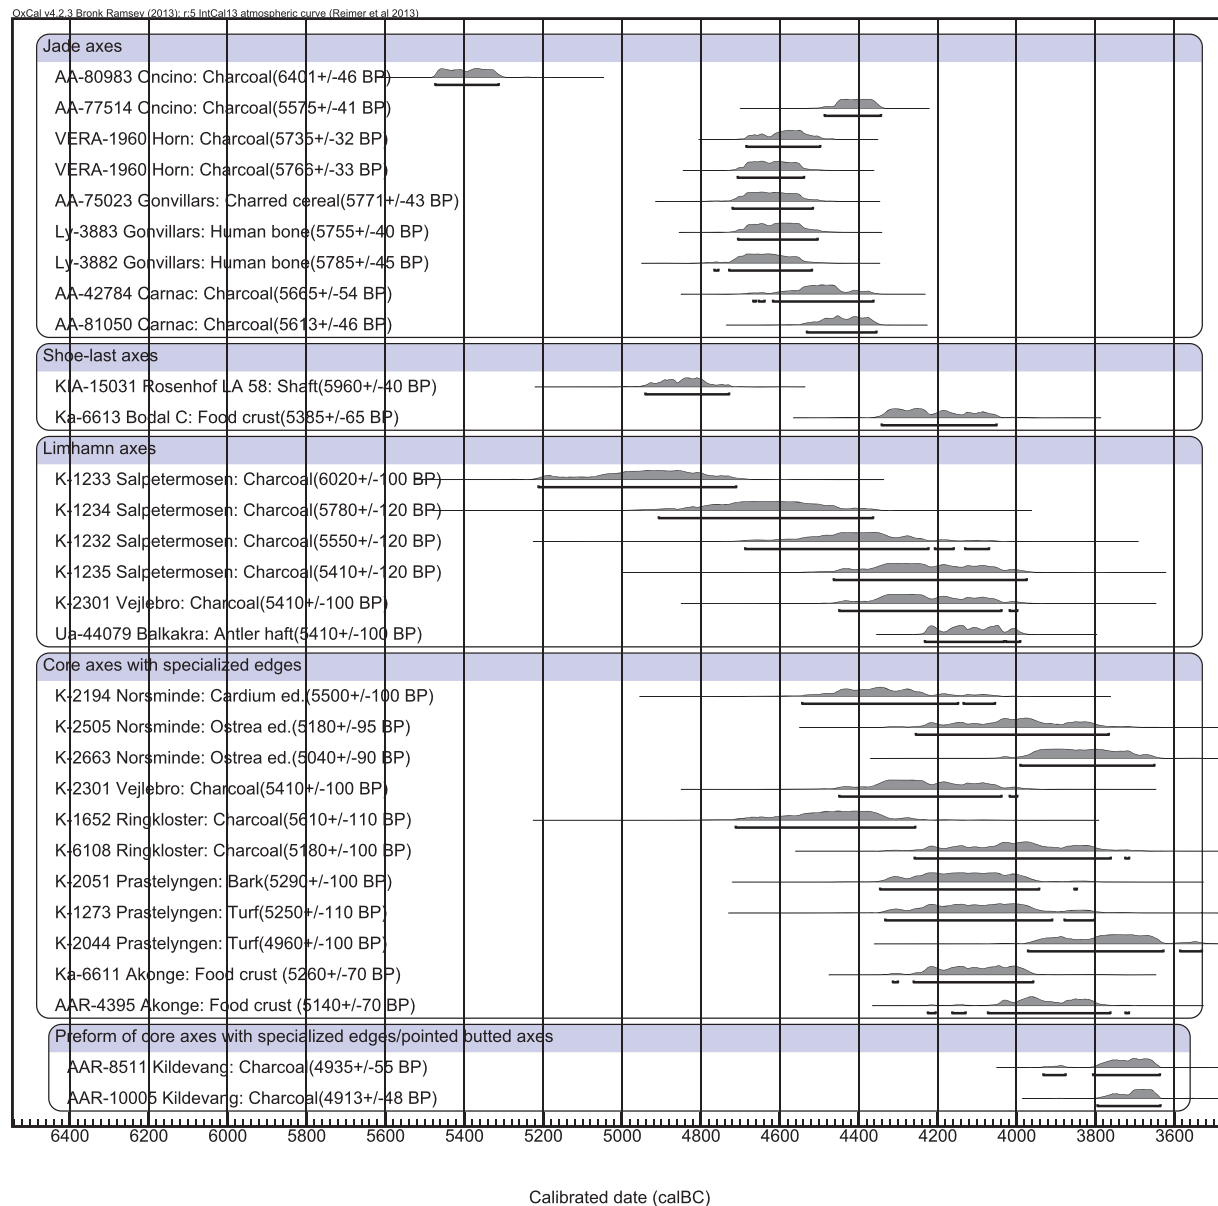 OxCal v4.2.3 Bronk Ramsey (2013); r:5 IntCal13 atmospheric curve (Reimer et al 2013)
Jade axes
AA-80983 Oncino: Charcoal(6401+/-46 BP)
AA-77514 Oncino: Charcoal(5575+/-41 BP)
VERA-1960 Horn: Charcoal(5735+/-32 BP)
VERA-1960 Horn: Charcoal(5766+/-33 BP)
AA-75023 Gonvillars: Charred cereal(5771+/-43 BP)
Ly-3883 Gonvillars: Human bone(5755+/-40 BP)
Ly-3882 Gonvillars: Human bone(5785+/-45 BP)
AA-42784 Carnac: Charcoal(5665+/-54 BP)
AA-81050 Carnac: Charcoal(5613+/-46 BP)
Shoe-last axes
KIA-15031 Rosenhof LA 58: Shaft(5960+/-40 BP)
Ka-6613 Bodal C: Food crust(5385+/-65 BP)
Limhamn axes
K-1233 Salpetermosen: Charcoal(6020+/-100 BP)
K-1234 Salpetermosen: Charcoal(5780+/-120 BP)
K-1232 Salpetermosen: Charcoal(5550+/-120 BP)
K-1235 Salpetermosen: Charcoal(5410+/-120 BP)
K-2301 Vejlebro: Charcoal(5410+/-100 BP)
Ua-44079 Balkakra: Antler haft(5410+/-100 BP)
Core axes with specialized edges
K-2194 Norsminde: Cardium ed.(5500+/-100 BP)
K-2505 Norsminde: Ostrea ed.(5180+/-95 BP)
K-2663 Norsminde: Ostrea ed.(5040+/-90 BP)
K-2301 Vejlebro: Charcoal(5410+/-100 BP)
K-1652 Ringkloster: Charcoal(5610+/-110 BP)
K-6108 Ringkloster: Charcoal(5180+/-100 BP)
K-2051 Prastelyngen: Bark(5290+/-100 BP)
K-1273 Prastelyngen: Turf(5250+/-110 BP)
K-2044 Prastelyngen: Turf(4960+/-100 BP)
Ka-6611 Akonge: Food crust (5260+/-70 BP)
AAR-4395 Akonge: Food crust (5140+/-70 BP)
Preform of core axes with specialized edges/pointed butted axes
AAR-8511 Kildevang: Charcoal(4935+/-55 BP)
AAR-10005 Kildevang: Charcoal(4913+/-48 BP)
6400 6200 6000 5800 5600 5400 5200 5000 4800 4600 4400 4200 4000 3800 3600
Calibrated date (calBC)